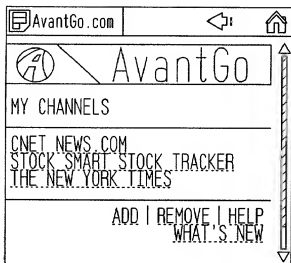 AvantGo.com
AvantGo
MY CHANNELS
CNET NEWS.COM
STOCK SMART STOCK TRACKER
THE NEW YORK TIMES
ADD | REMOVE | HELP
WHAT'S NEW